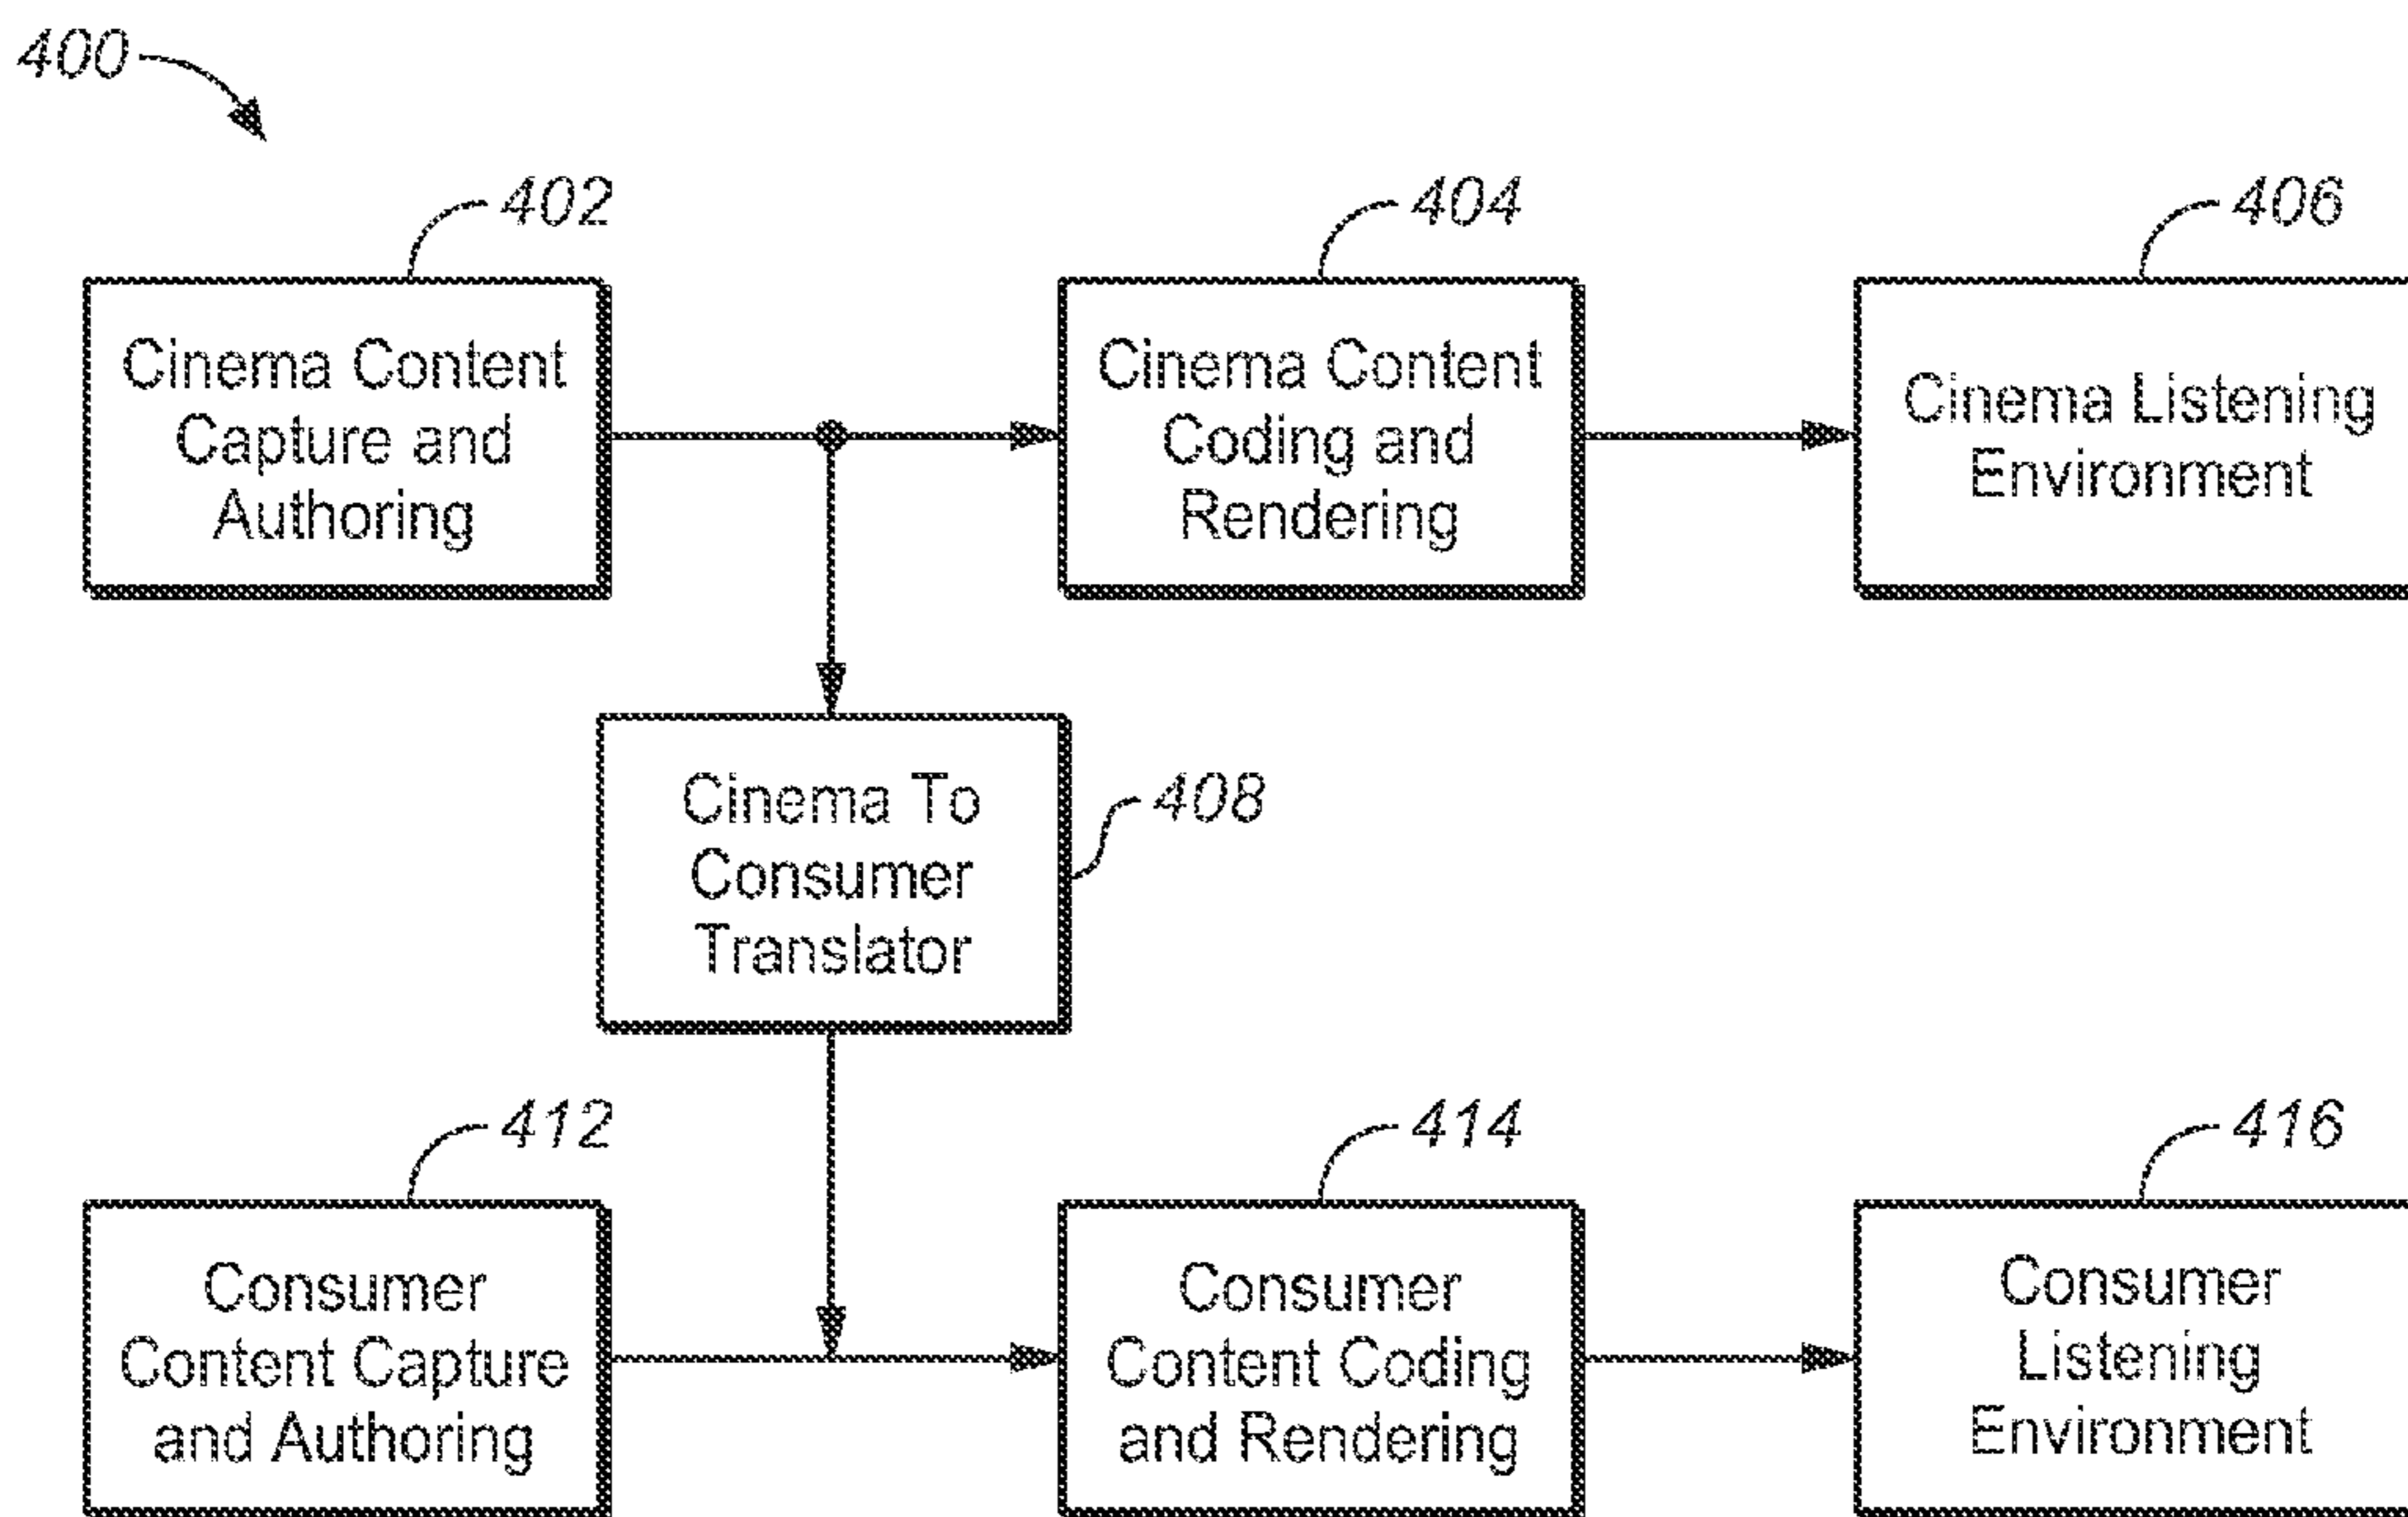 400
402
404
406
Cinema Content
Capture and
Authoring
Cinema Content
Coding and
Rendering
Cinema Listening
Environment
Cinema To
Consumer
Translator
408
412
414
416
Consumer
Content Capture
and Authoring
Consumer
Content Coding
and Rendering
Consumer
Listening
Environment